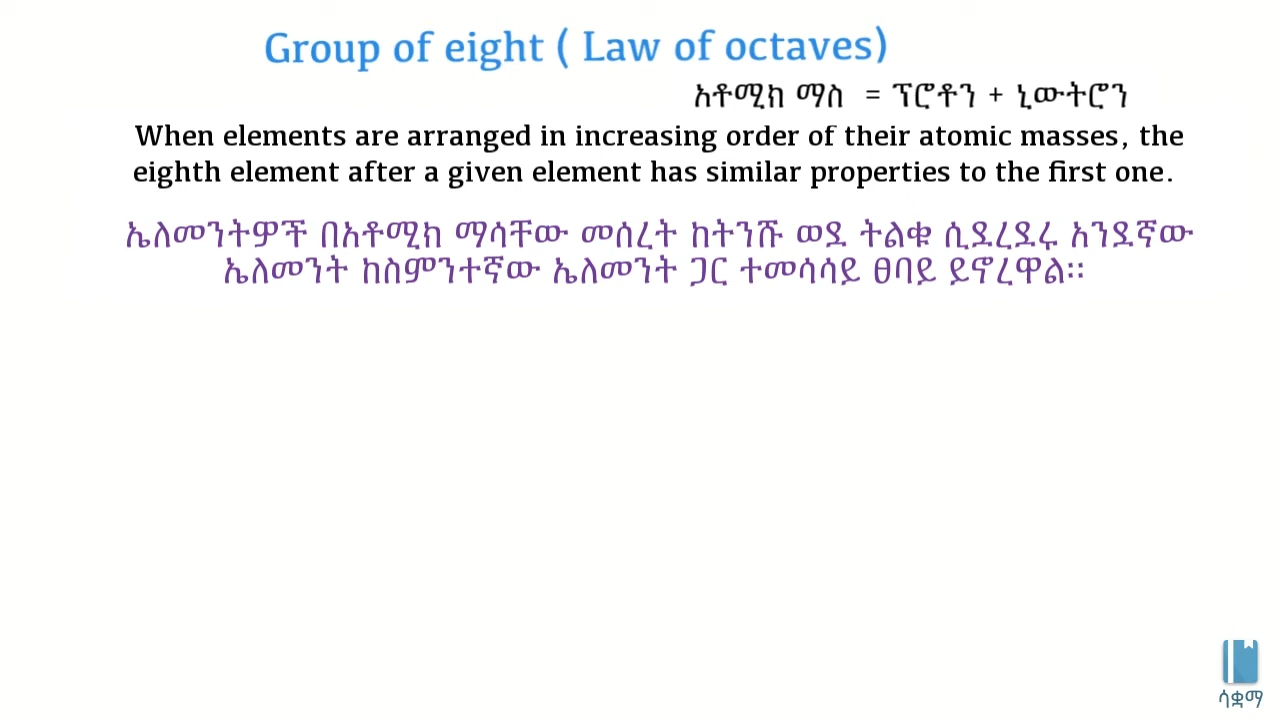 Group of eight ( Law of octaves)
አቶሚክ ማስ = ፕሮቶን + ኒውትሮን
When elements are arranged in increasing order of their atomic masses, the
eighth element after a given element has similar properties to the first one.
ኤለመንትዎች በአቶሚክ ማሳቸው መሰረት ከትንሹ ወደ ትልቁ ሲደረደሩ አንደኛው
ኤለመንት ከስምንተኛው ኤለመንት ጋር ተመሳሳይ ፀባይ ይኖረዋል፡፡
ሳቋማ